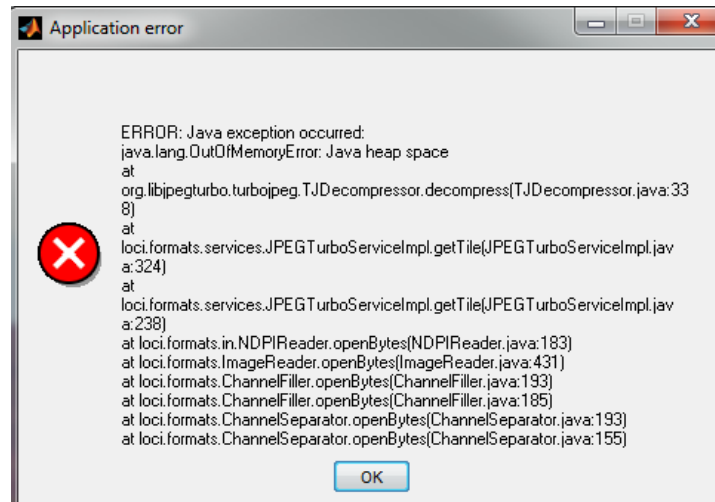 Application error
ERROR: Java exception occurred:
java.lang.OutOfMemoryError: Java heap space
at
org.libjpegturbo.turbojpeg.TJDecompressor.decompress(TJDecompressor.java:33
8)
at
loci.formats.services.JPEGTurboServiceImpl.getTile(JPEGTurboServiceImpl.jav
a:324)
at
loci.formats.services.JPEGTurboServiceImpl.getTile(JPEGTurboServiceImpl.jav
a:238)
at loci.formats.in.NDPIReader.openBytes(NDPIReader.java:183)
at loci.formats.ImageReader.openBytes(ImageReader.java:431)
at loci.formats.ChannelFiller.openBytes(ChannelFiller.java:193)
at loci.formats.ChannelFiller.openBytes(ChannelFiller.java:185)
at loci.formats.ChannelSeparator.openBytes(ChannelSeparator.java:193)
at loci.formats.ChannelSeparator.openBytes(ChannelSeparator.java:155)
OK